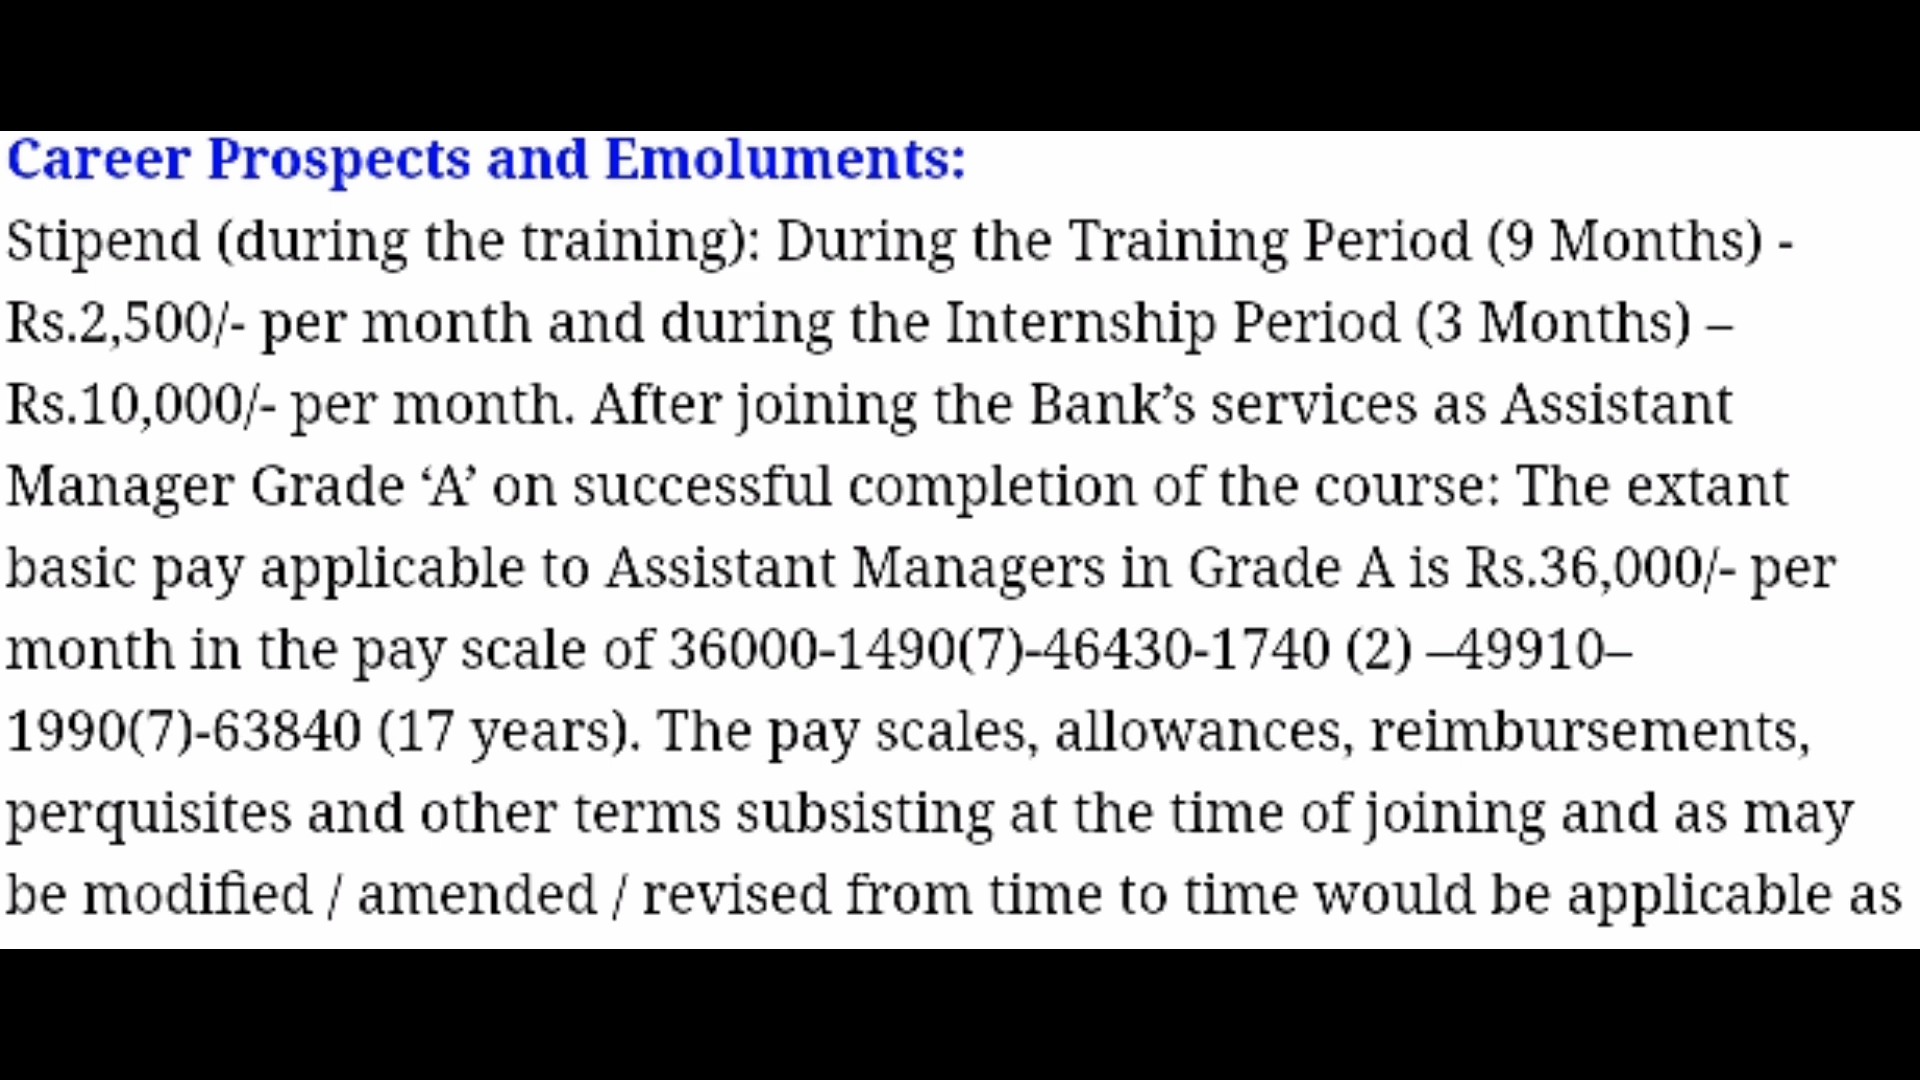 Career Prospects and Emoluments:
Stipend (during the training): During the Training Period (9 Months) -
Rs.2,500/- per month and during the Internship Period (3 Months) –
Rs.10,000/- per month. After joining the Bank’s services as Assistant
Manager Grade ‘A’ on successful completion of the course: The extant
basic pay applicable to Assistant Managers in Grade A is Rs.36,000/- per
month in the pay scale of 36000-1490(7)-46430-1740 (2) –49910–
1990(7)-63840 (17 years). The pay scales, allowances, reimbursements,
perquisites and other terms subsisting at the time of joining and as may
be modified / amended / revised from time to time would be applicable as